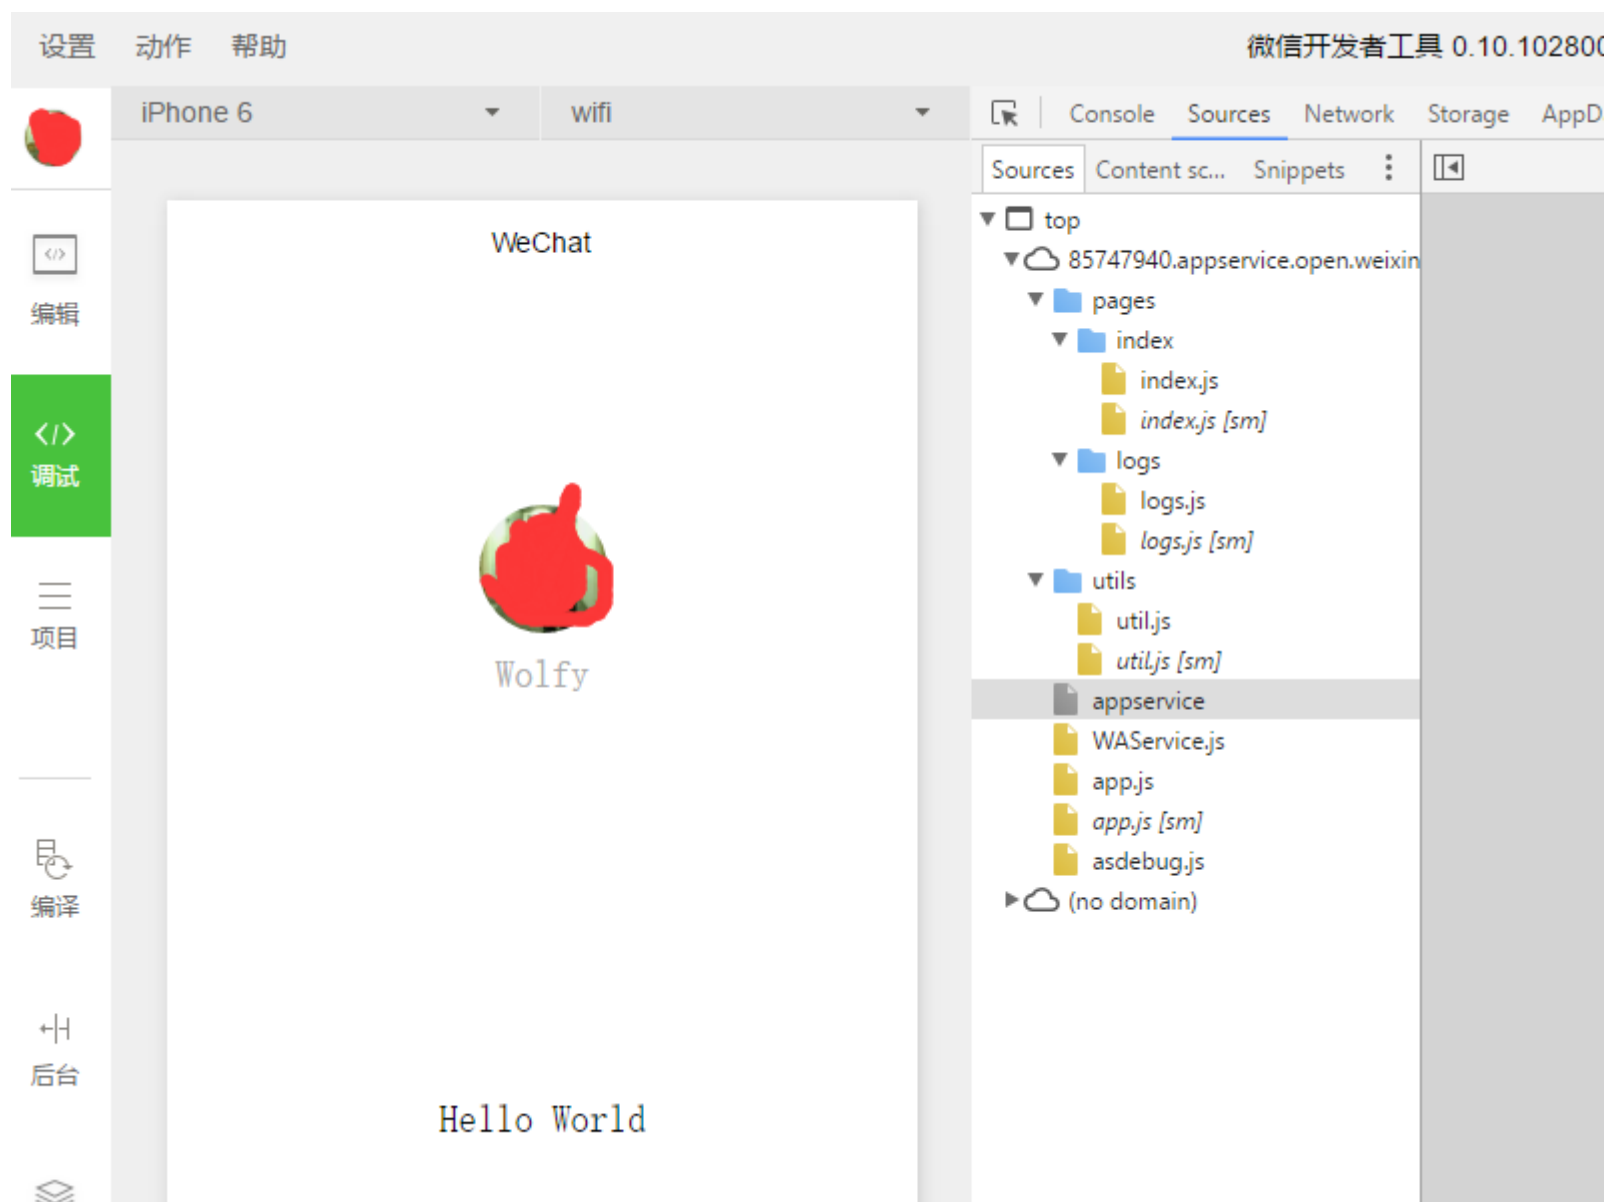 设置 动作 帮助
微信开发者工具 0.10.102800
iPhone 6
wifi
Console Sources Network Storage AppD
Sources Content sc... Snippets
编辑
调试
项目
编译
后台
WeChat
Wolfy
Hello World
top
85747940.appservice.open.weixin
pages
index
index.js
index.js [sm]
logs
logs.js
logs.js [sm]
utils
util.js
util.js [sm]
appservice
WAService.js
app.js
app.js [sm]
asdebug.js
(no domain)